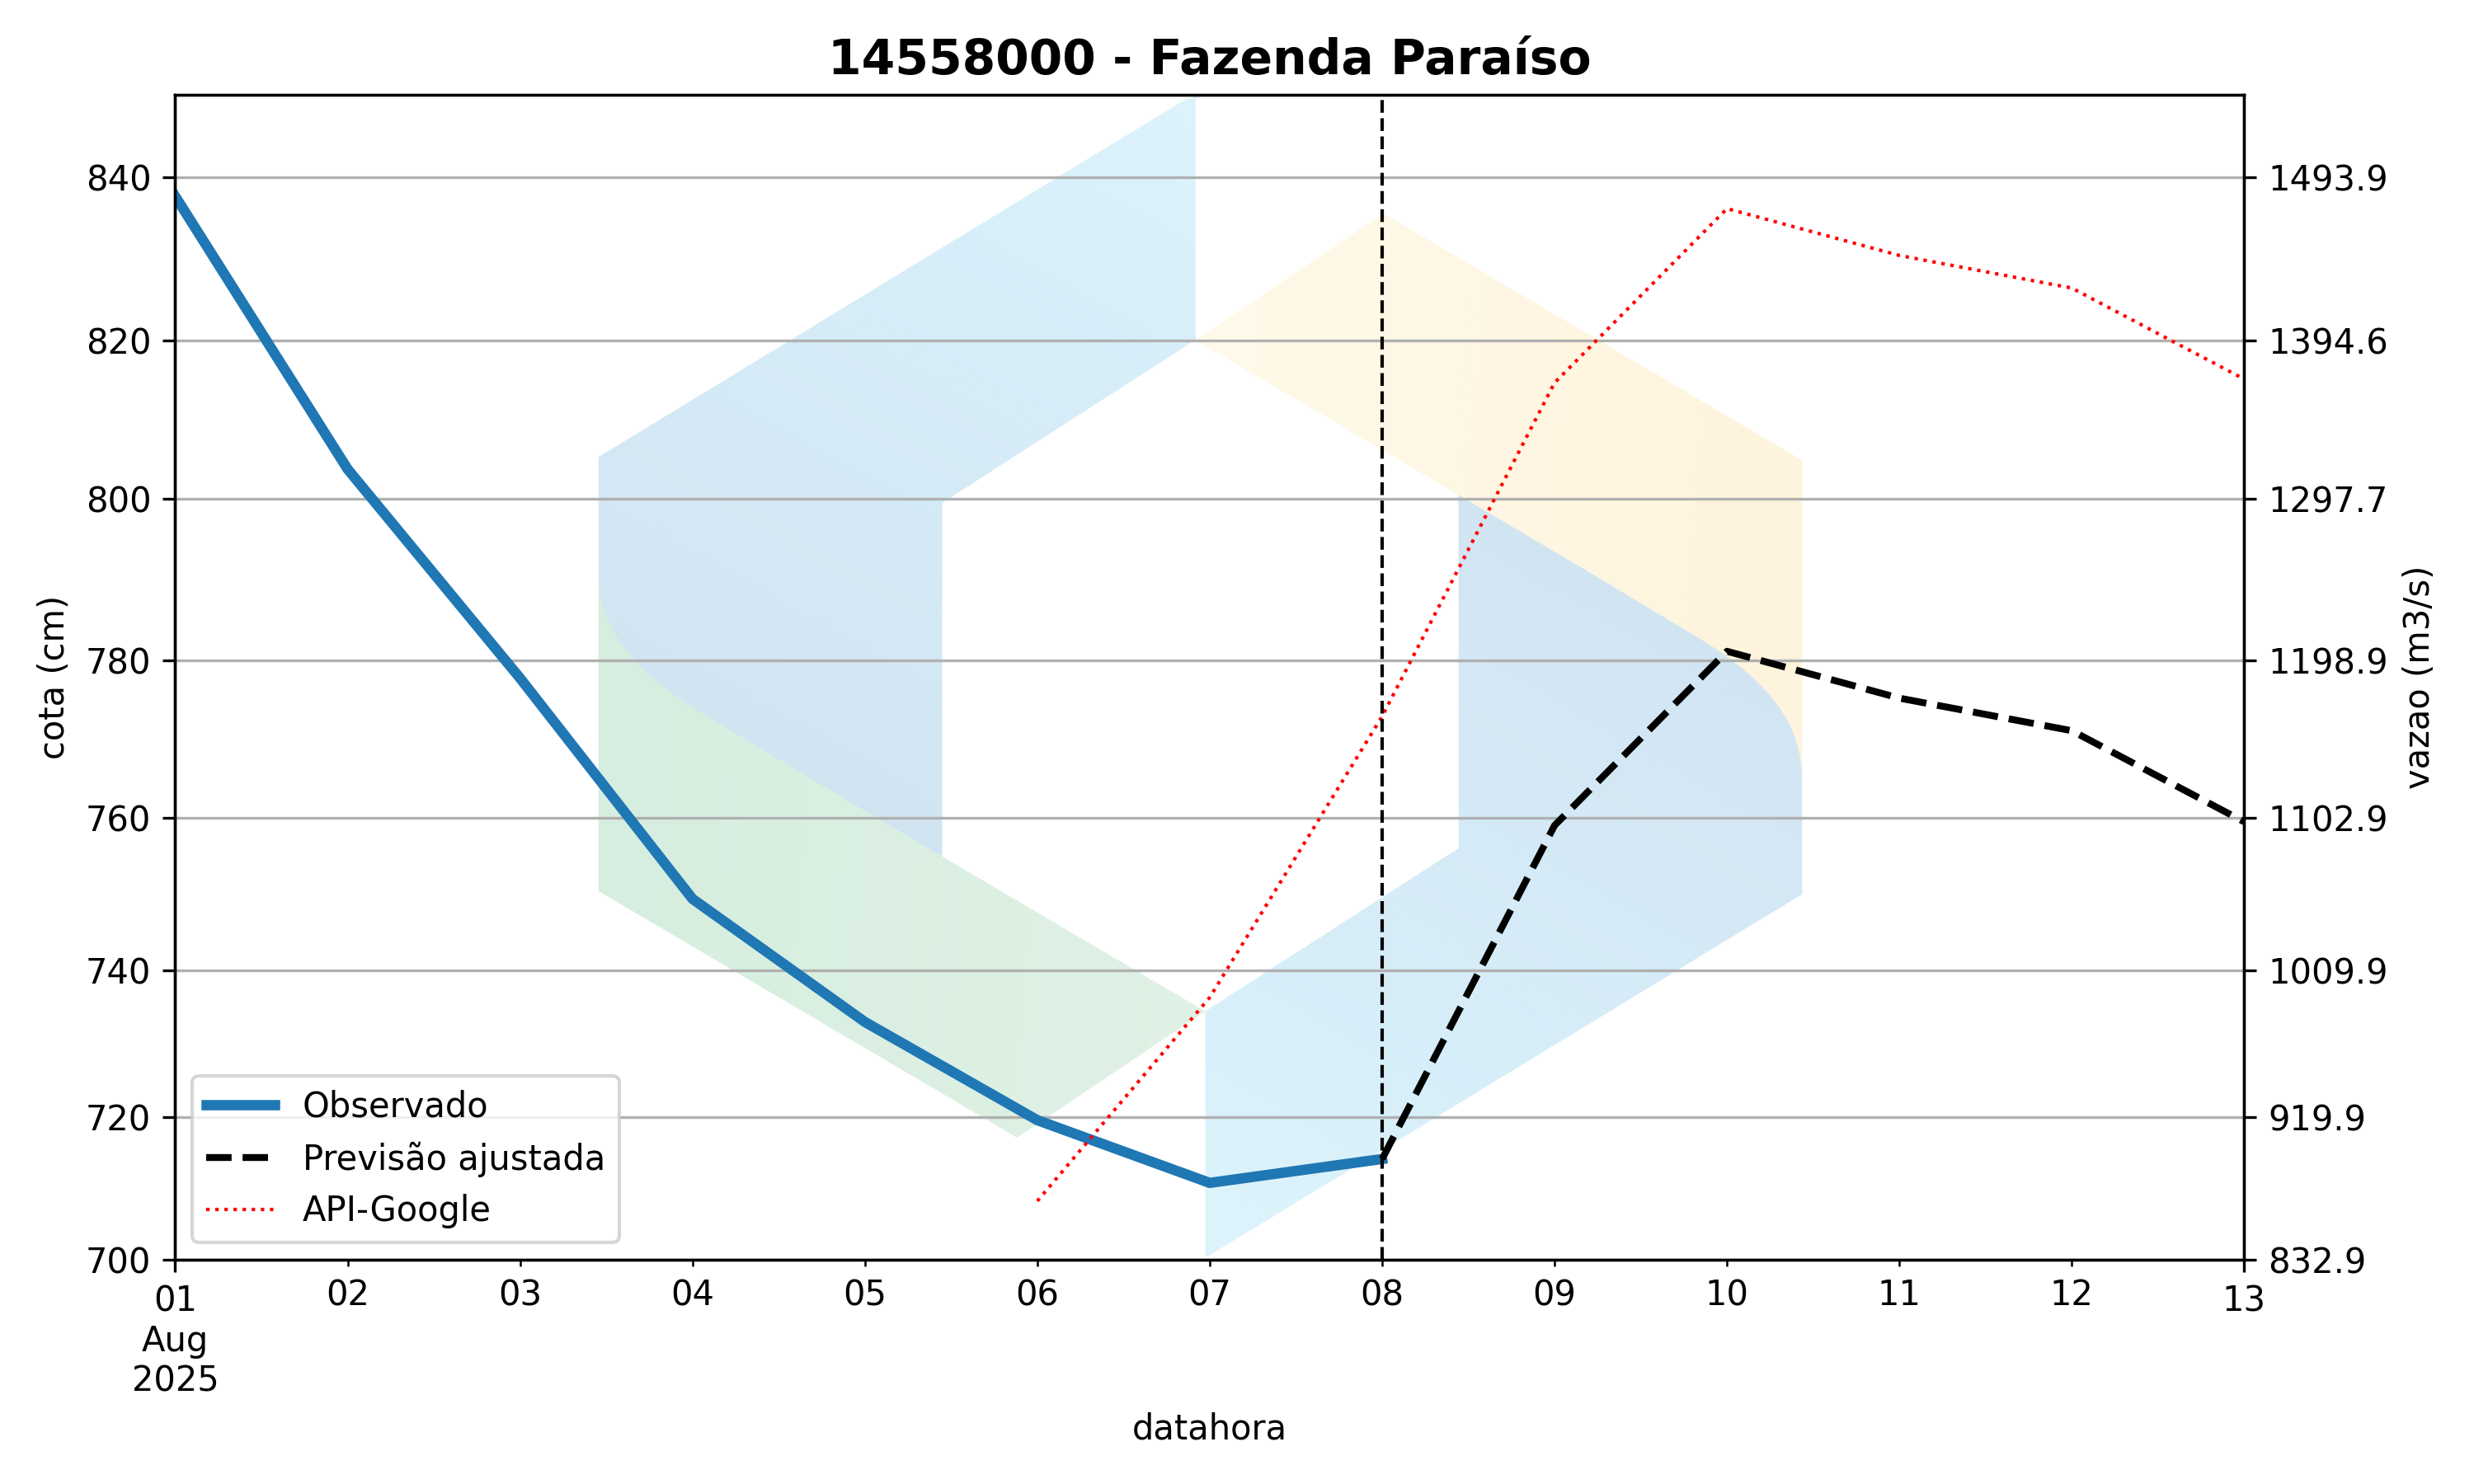 14558000 - Fazenda Paraíso
840
820
800
780
760
740
720
700
cota (cm)
1493.9
1394.6
1297.7
1198.9
1102.9
1009.9
919.9
832.9
vazao (m3/s)
Observado
Previsão ajustada
API-Google
01 02 03 04 05 06 07 08 09 10 11 12 13
Aug
2025
datahora